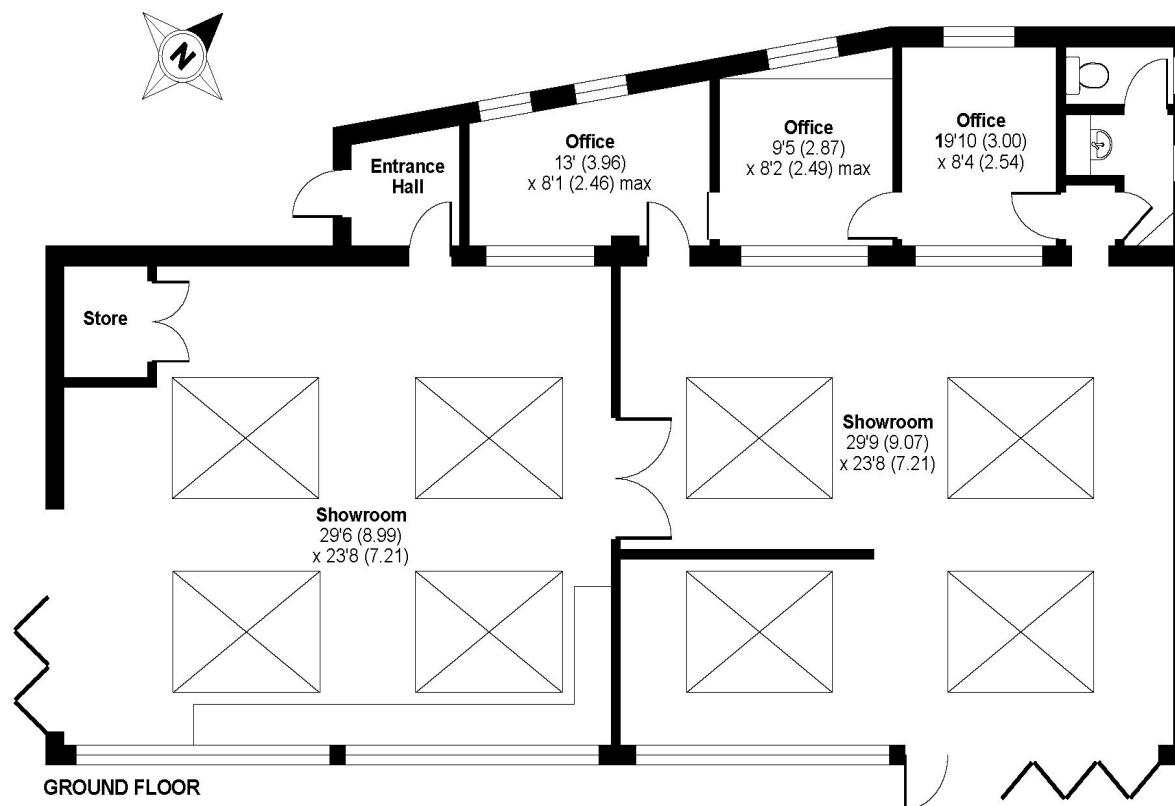 N
Entrance
Hall
Office
13' (3.96)
x 8'1 (2.46) max
Office
9'5 (2.87)
x 8'2 (2.49) max
Office
19'10 (3.00)
x 8'4 (2.54)
Store
Showroom
29'9 (9.07)
x 23'8 (7.21)
Showroom
29'6 (8.99)
x 23'8 (7.21)
GROUND FLOOR